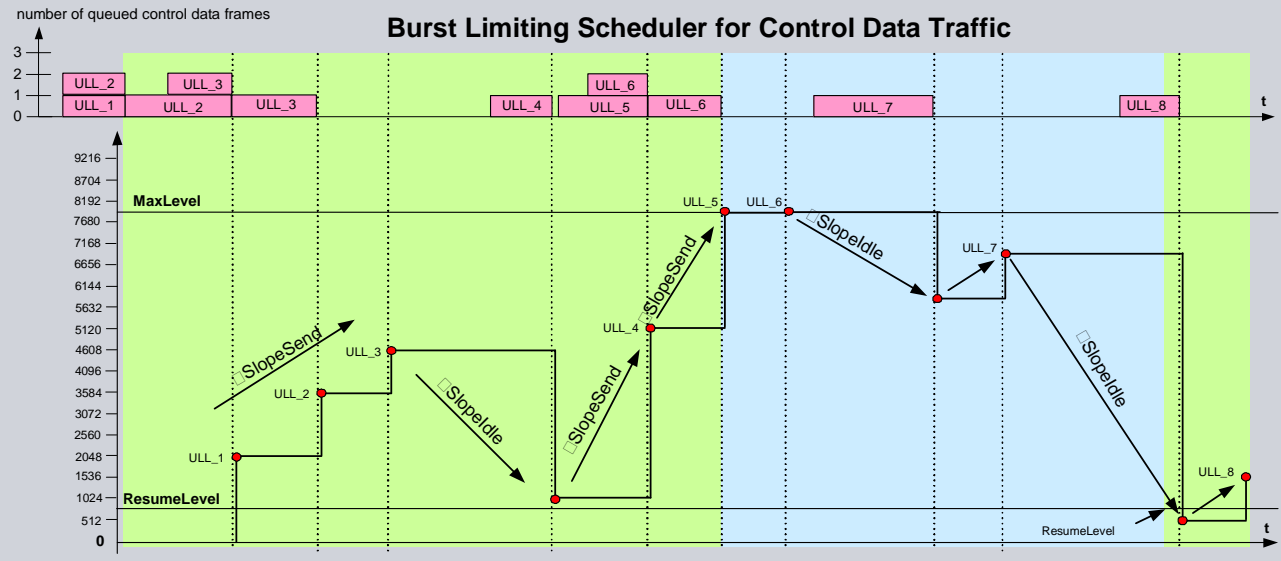 number of queued control data frames
Burst Limiting Scheduler for Control Data Traffic
3
2
1
0
ULL_2
ULL_3
ULL_6
ULL_1
ULL_2
ULL_3
ULL_4
ULL_5
ULL_6
ULL_7
ULL_8
t
9216
8704
8192
7680
7168
6656
6144
5632
5120
4608
4096
3584
3072
2560
2048
1536
1024
512
0
MaxLevel
ResumeLevel
ULL_1
ULL_2
ULL_3
ULL_4
ULL_5
ULL_6
ULL_7
ULL_8
□SlopeSend
□SlopeIdle
□SlopeSend
□SlopeSend
□SlopeIdle
□SlopeIdle
ResumeLevel
t